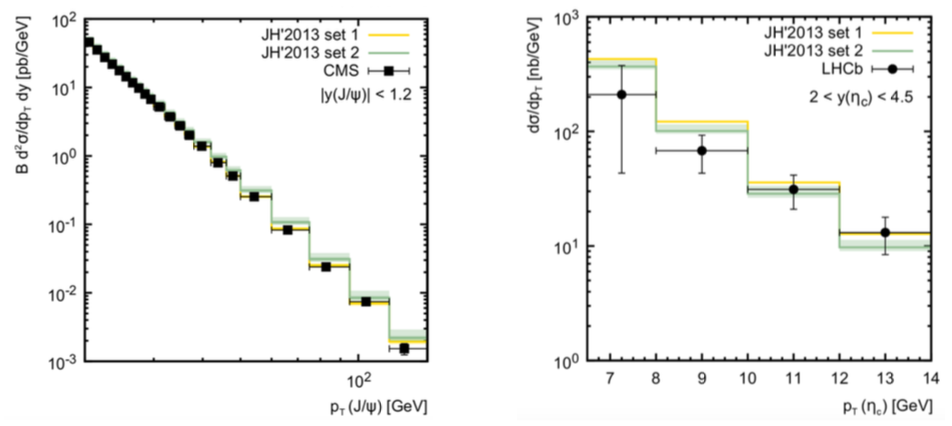 10²
10¹
10⁰
10⁻¹
10⁻²
10⁻³
B d²σ/dp_T dy [pb/GeV]
JH'2013 set 1
JH'2013 set 2
CMS
|y(J/ψ)| < 1.2
10²
p_T (J/ψ) [GeV]
10³
10²
10¹
10⁰
dσ/dp_T [nb/GeV]
JH'2013 set 1
JH'2013 set 2
LHCb
2 < y(η_c) < 4.5
7 8 9 10 11 12 13 14
p_T (η_c) [GeV]